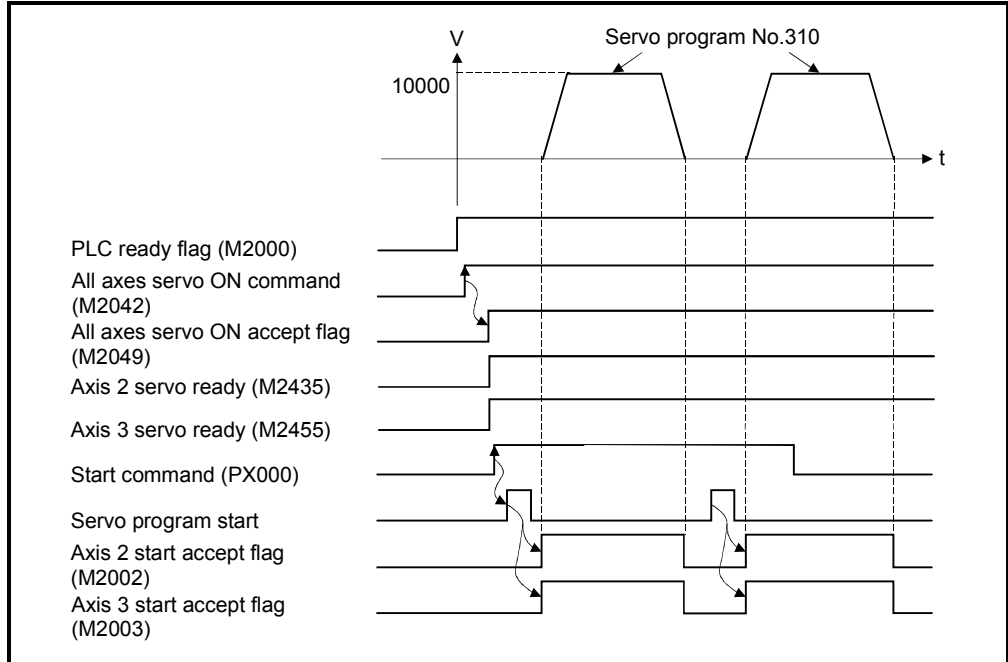 V
Servo program No.310
10000
t
PLC ready flag (M2000)
All axes servo ON command
(M2042)
All axes servo ON accept flag
(M2049)
Axis 2 servo ready (M2435)
Axis 3 servo ready (M2455)
Start command (PX000)
Servo program start
Axis 2 start accept flag
(M2002)
Axis 3 start accept flag
(M2003)